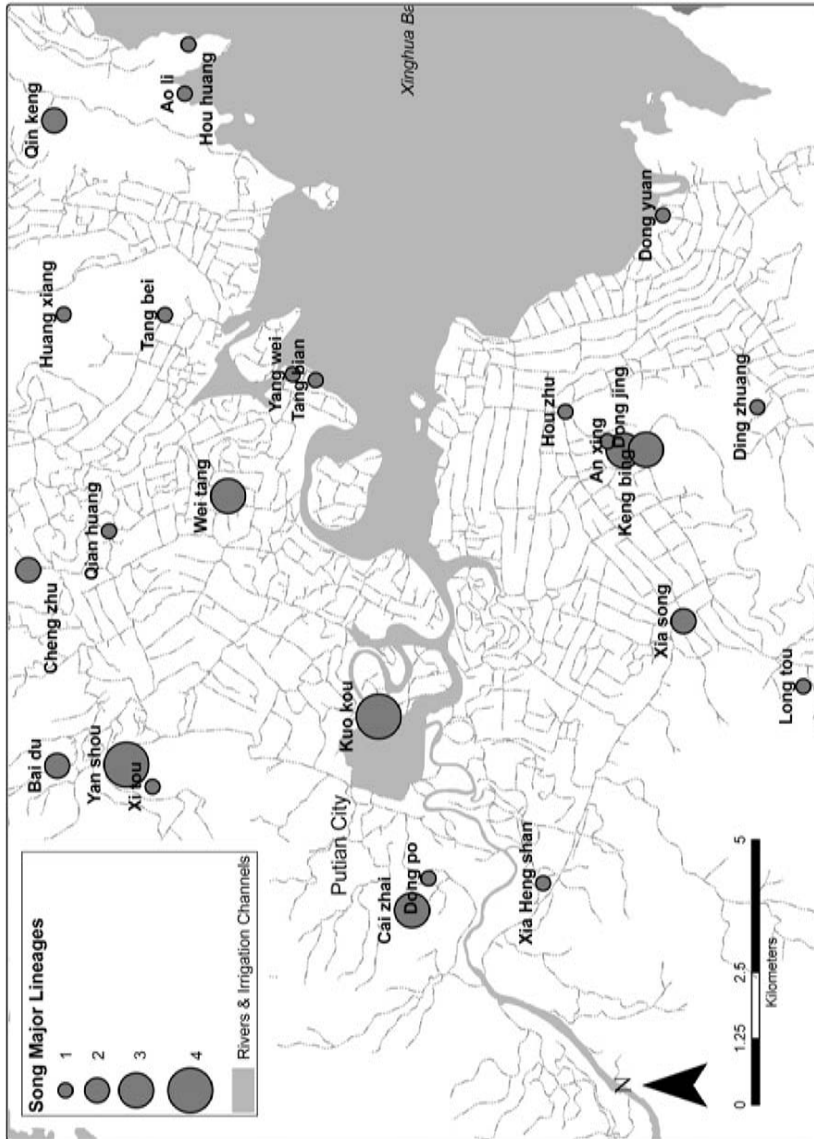 Song Major Lineages
1
2
3
4
Rivers & Irrigation Channels
Bai du
Yan shou
Xi tou
Cheng zhu
Qian huang
Huang xiang
Tang bei
Qin keng
Ao li
Hou huang
Wei tang
Yang wei
Tang bian
Putian City
Kuo kou
Cai zhai
Dong po
Xinghua Ba
Xia Heng shan
Hou zhu
An xing
Dong jing
Keng bing
Dong yuan
Xia song
Ding zhuang
Long tou
N
0
1.25
2.5
5
Kilometers